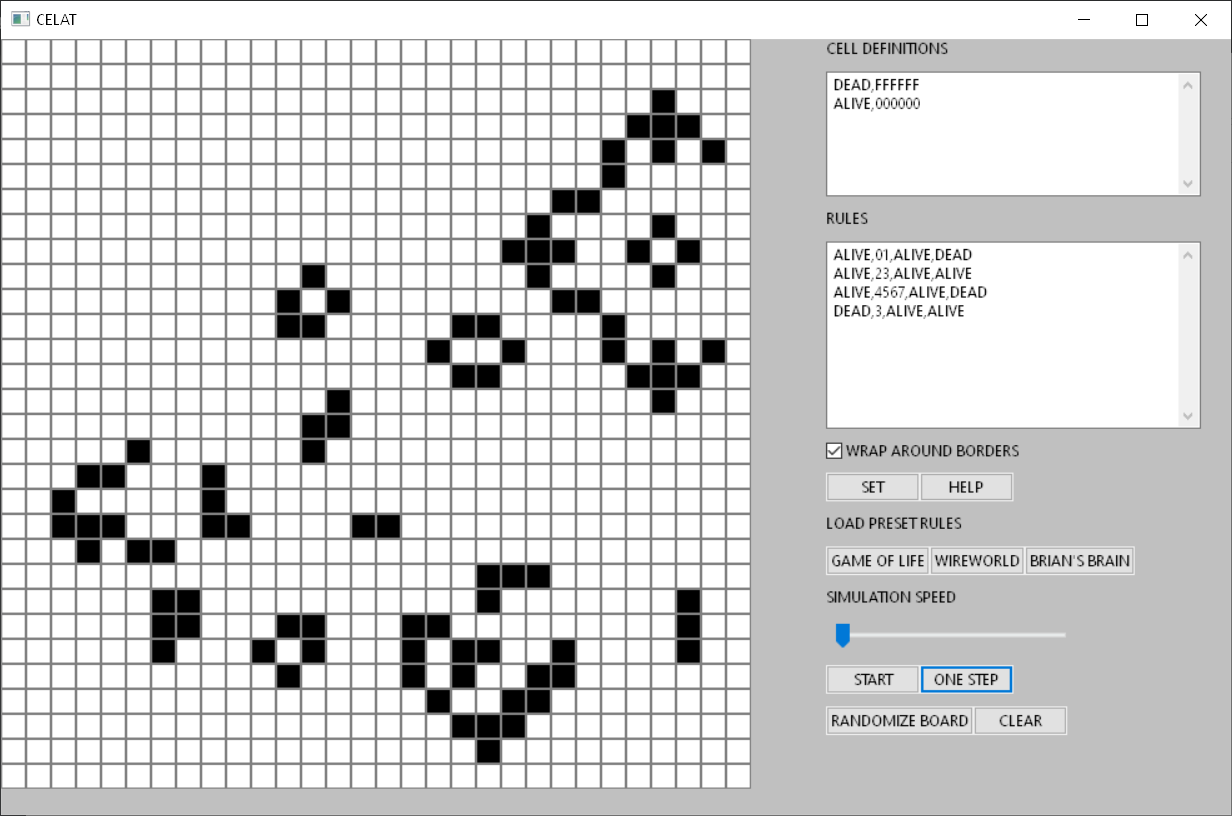 CELAT
CELL DEFINITIONS
DEAD,FFFFFF
ALIVE,000000
RULES
ALIVE,01,ALIVE,DEAD
ALIVE,23,ALIVE,ALIVE
ALIVE,4567,ALIVE,DEAD
DEAD,3,ALIVE,ALIVE
WRAP AROUND BORDERS
SET HELP
LOAD PRESET RULES
GAME OF LIFE WIREWORLD BRIAN'S BRAIN
SIMULATION SPEED
START ONE STEP
RANDOMIZE BOARD CLEAR